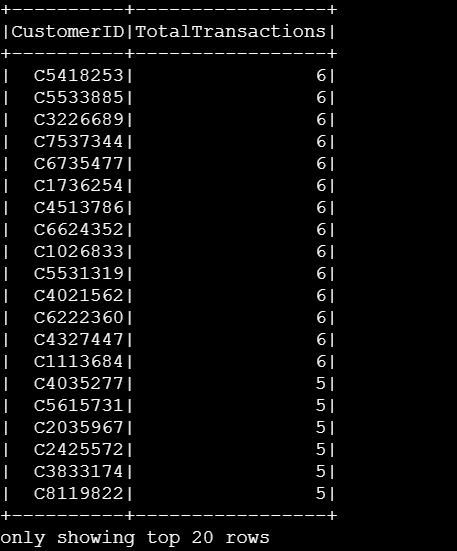 +----------+-----------------+
|CustomerID|TotalTransactions|
+----------+-----------------+
|  C5418253|                6|
|  C5533885|                6|
|  C3226689|                6|
|  C7537344|                6|
|  C6735477|                6|
|  C1736254|                6|
|  C4513786|                6|
|  C6624352|                6|
|  C1026833|                6|
|  C5531319|                6|
|  C4021562|                6|
|  C6222360|                6|
|  C4327447|                6|
|  C1113684|                6|
|  C4035277|                5|
|  C5615731|                5|
|  C2035967|                5|
|  C2425572|                5|
|  C3833174|                5|
|  C8119822|                5|
+----------+-----------------+
only showing top 20 rows